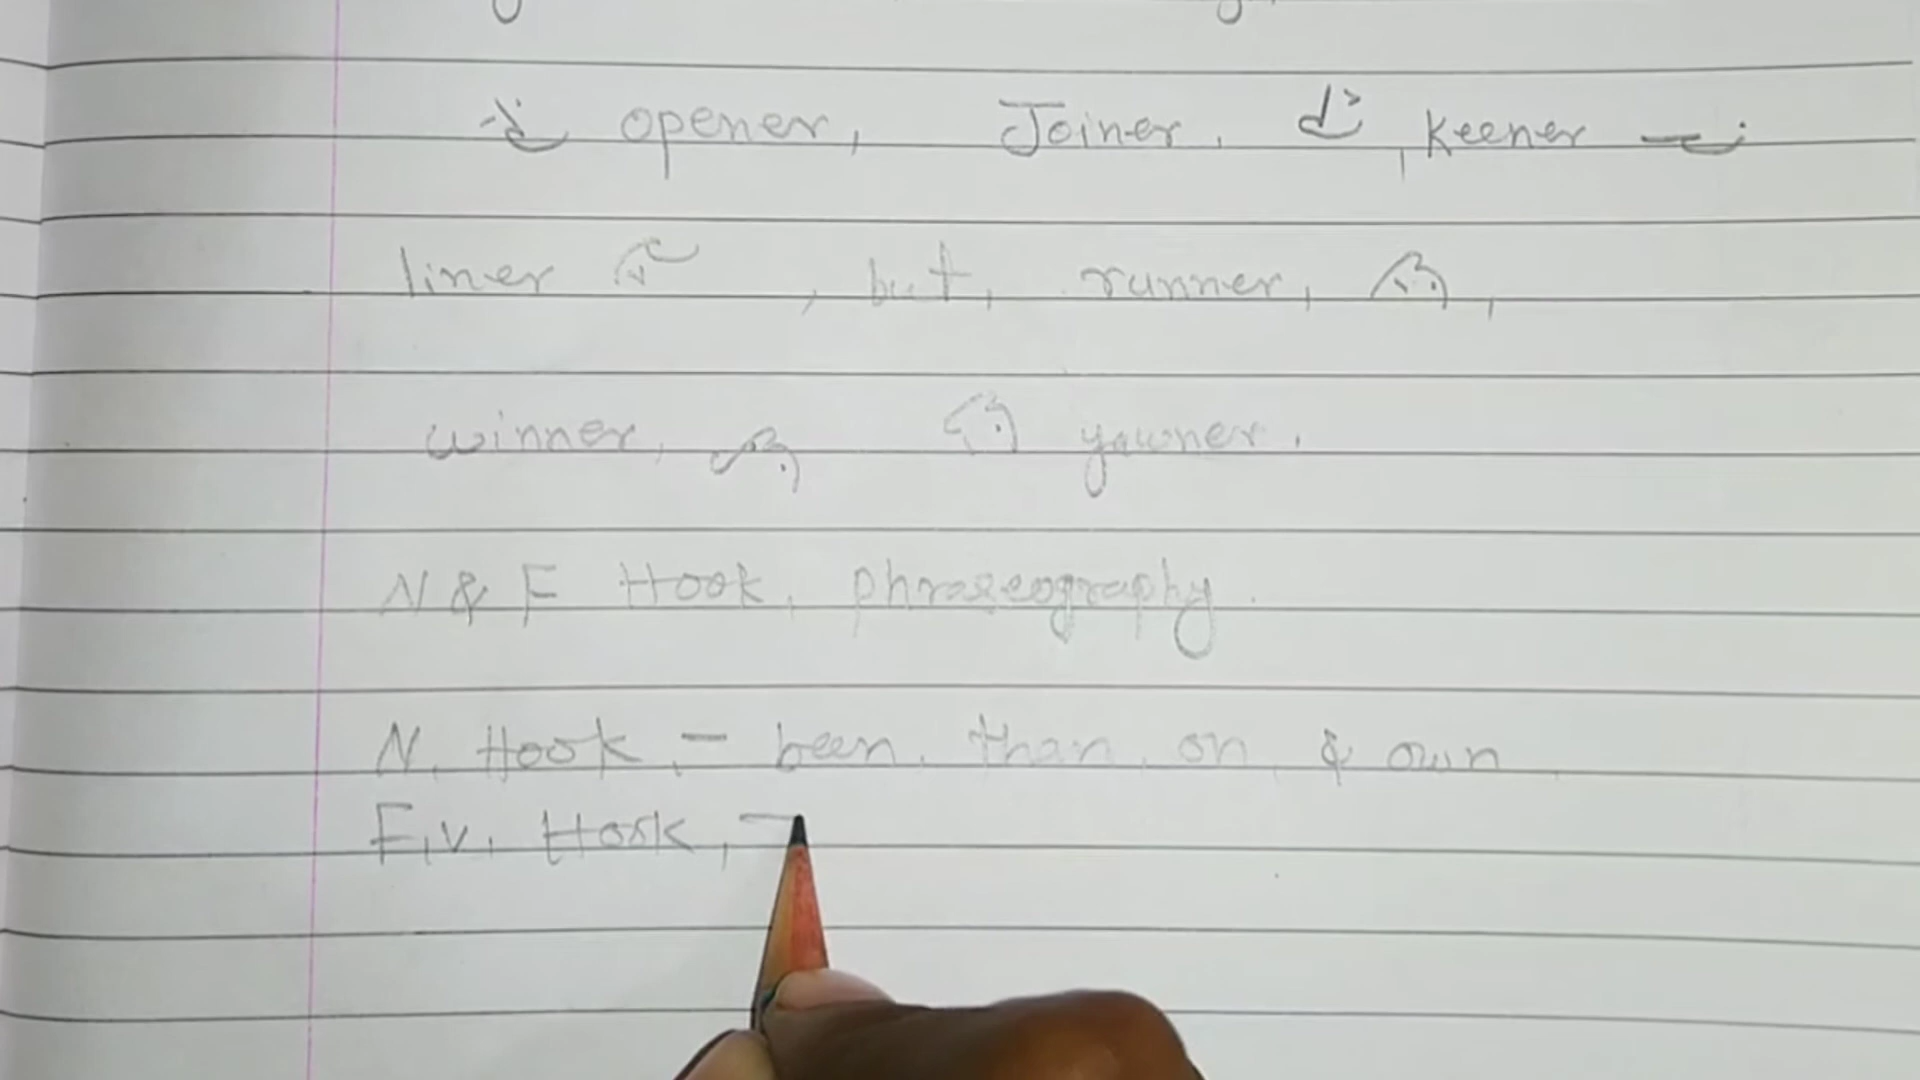 opener, Joiner, , keener
liner , but, runner, ,
winner, yawner.
N & F Hook, phraseography.
N. Hook, - been, than, on, & own
F.V. Hook, -